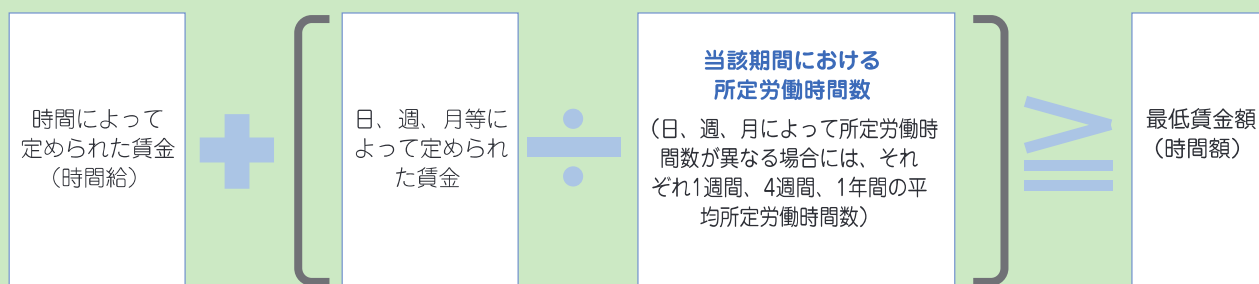 時間によって
定められた賃金
（時間給）
日、週、月等に
よって定められ
た賃金
当該期間における
所定労働時間数
（日、週、月によって所定労働時
間数が異なる場合には、それ
ぞれ1週間、4週間、1年間の平
均所定労働時間数）
≧
最低賃金額
（時間額）